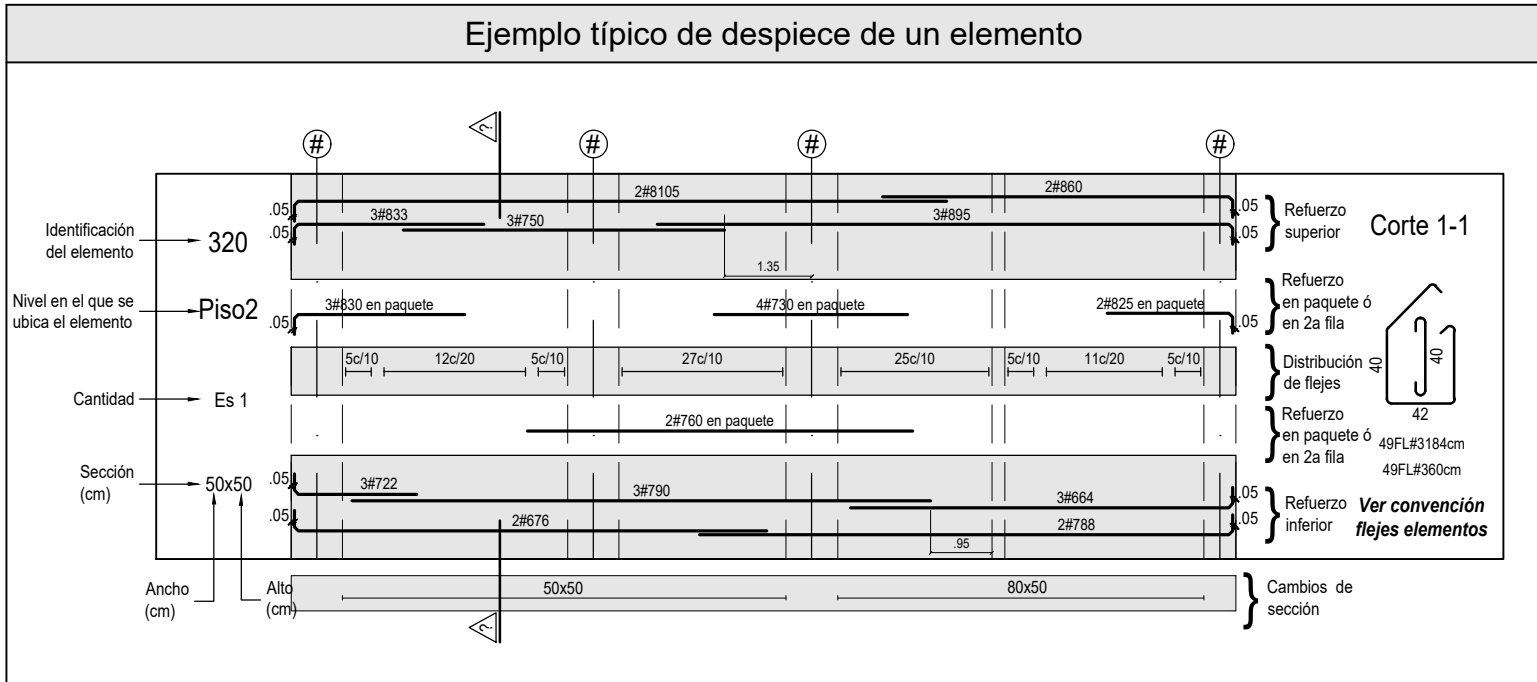 Ejemplo típico de despiece de un elemento
?
# # # #
2#8105
2#860
.05
.05
3#833
3#750
3#895
.05
.05
Refuerzo
superior
Corte 1-1
Identificación
del elemento
320
1.35
Nivel en el que se
ubica el elemento
Piso2
3#830 en paquete
4#730 en paquete
2#825 en paquete
.05
.05
Refuerzo
en paquete ó
en 2a fila
5c/10
12c/20
5c/10
27c/10
25c/10
5c/10
11c/20
5c/10
Distribución
de flejes
40
40
42
Cantidad
Es 1
2#760 en paquete
Refuerzo
en paquete ó
en 2a fila
49FL#3184cm
49FL#360cm
Sección
(cm)
50x50
.05
3#722
3#790
3#664
.05
.05
2#676
2#788
.05
.95
Refuerzo
inferior
Ver convención
flejes elementos
Ancho
(cm)
Alto
(cm)
50x50
80x50
Cambios de
sección
?